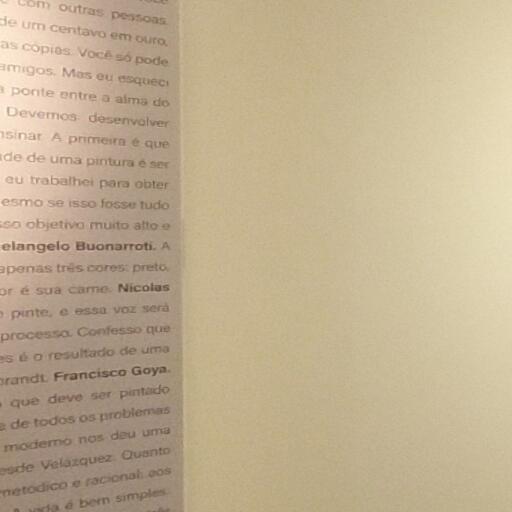 com outras pessoas.
de um centavo em ouro,
as cópias. Você só pode
amigos. Mas eu esqueci
a ponte entre a alma do
Devemos desenvolver
nsinar. A primeira é que
ade de uma pintura é ser
eu trabalhei para obter
esmo se isso fosse tudo
sso objetivo muito alto e
elangelo Buonarroti. A
apenas três cores: preto,
or é sua carne. Nicolas
pinte, e essa voz será
processo. Confesso que
es é o resultado de uma
brandt. Francisco Goya.
que deve ser pintado
a de todos os problemas
moderno nos deu uma
esde Velázquez. Quanto
metódico e racional; aos
A vida é bem simples.